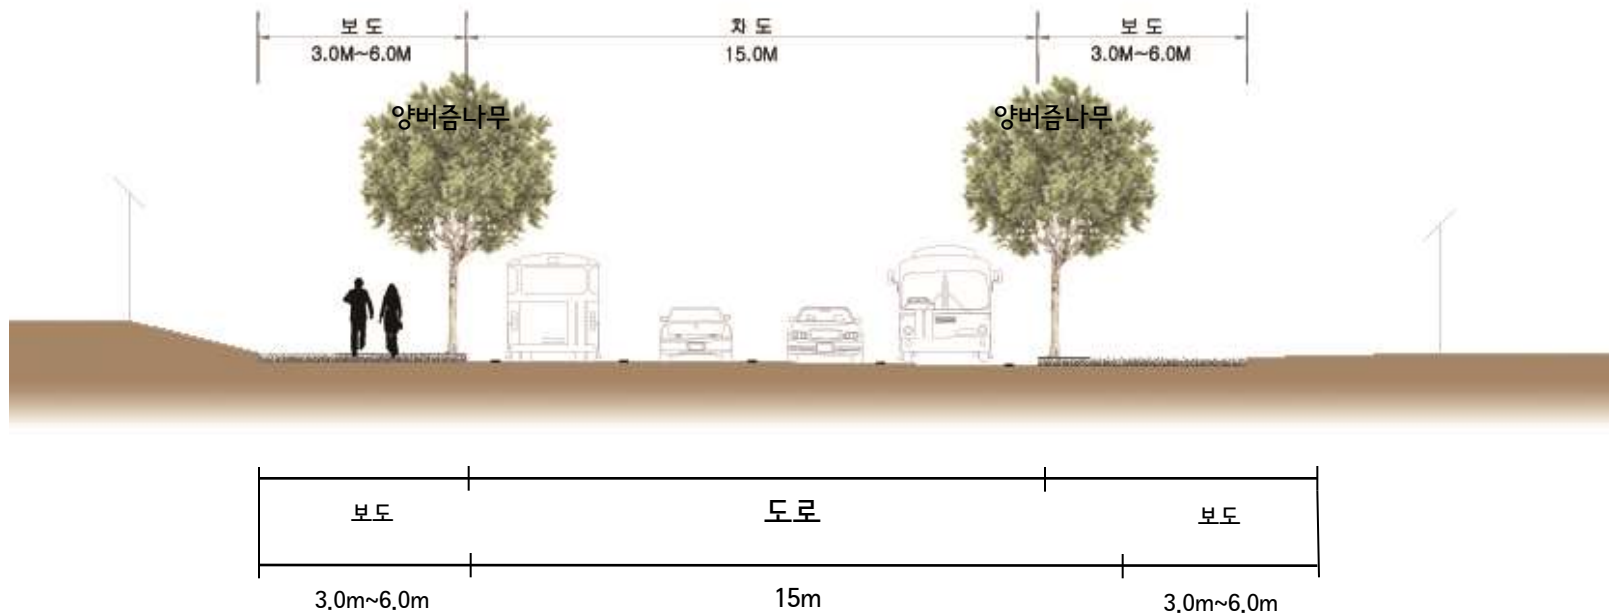 보 도 차 도 보 도
3.0M~6.0M 15.0M 3.0M~6.0M
양버즘나무 양버즘나무
보도 도로 보도
3.0m~6.0m 15m 3.0m~6.0m